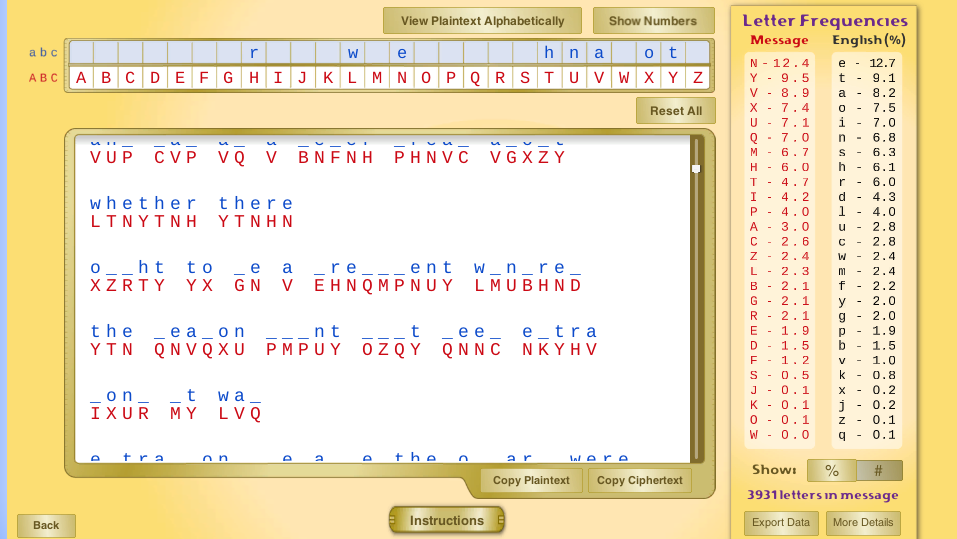 View Plaintext Alphabetically
Show Numbers
Letter Frequencies
Message English (%)
a b c r w e h n a o t
A B C A B C D E F G H I J K L M N O P Q R S T U V W X Y Z
Reset All
VUP CVP VQ V BNFNH PHNVC VGXZY
whether there
LTNYTNH YTNHN
o__ht to _e a _re___ent w_n_re_
XZRTY YX GN V EHNQMPNUY LMUBHND
the _ea_on ___nt ___t _ee_ e_tra
YTN QNVQXU PMPUY OZQY QNNC NKYHV
_on_ _t wa_
IXUR MY LVQ
N - 12.4 e - 12.7
Y - 9.5 t - 9.1
V - 8.9 a - 8.2
X - 7.4 o - 7.5
U - 7.1 i - 7.0
Q - 7.0 n - 6.8
M - 6.7 s - 6.3
H - 6.0 h - 6.1
T - 4.7 r - 6.0
I - 4.2 d - 4.3
P - 4.0 l - 4.0
A - 3.0 u - 2.8
C - 2.6 c - 2.8
Z - 2.4 w - 2.4
L - 2.3 m - 2.4
B - 2.1 f - 2.2
G - 2.1 y - 2.0
R - 2.1 g - 2.0
E - 1.9 p - 1.9
D - 1.5 b - 1.5
F - 1.2 v - 1.0
S - 0.5 k - 0.8
J - 0.1 x - 0.2
K - 0.1 j - 0.2
O - 0.1 z - 0.1
W - 0.0 q - 0.1
Show: % #
3931 letters in message
Copy Plaintext
Copy Ciphertext
Back
Instructions
Export Data
More Details